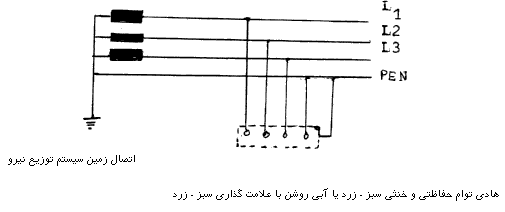 L1
L2
L3
PEN
اتصال زمین سیستم توزیع نیرو
هادی توام حفاظتی و خنثی سبز - زرد یا آبی روشن با علامت گذاری سبز - زرد